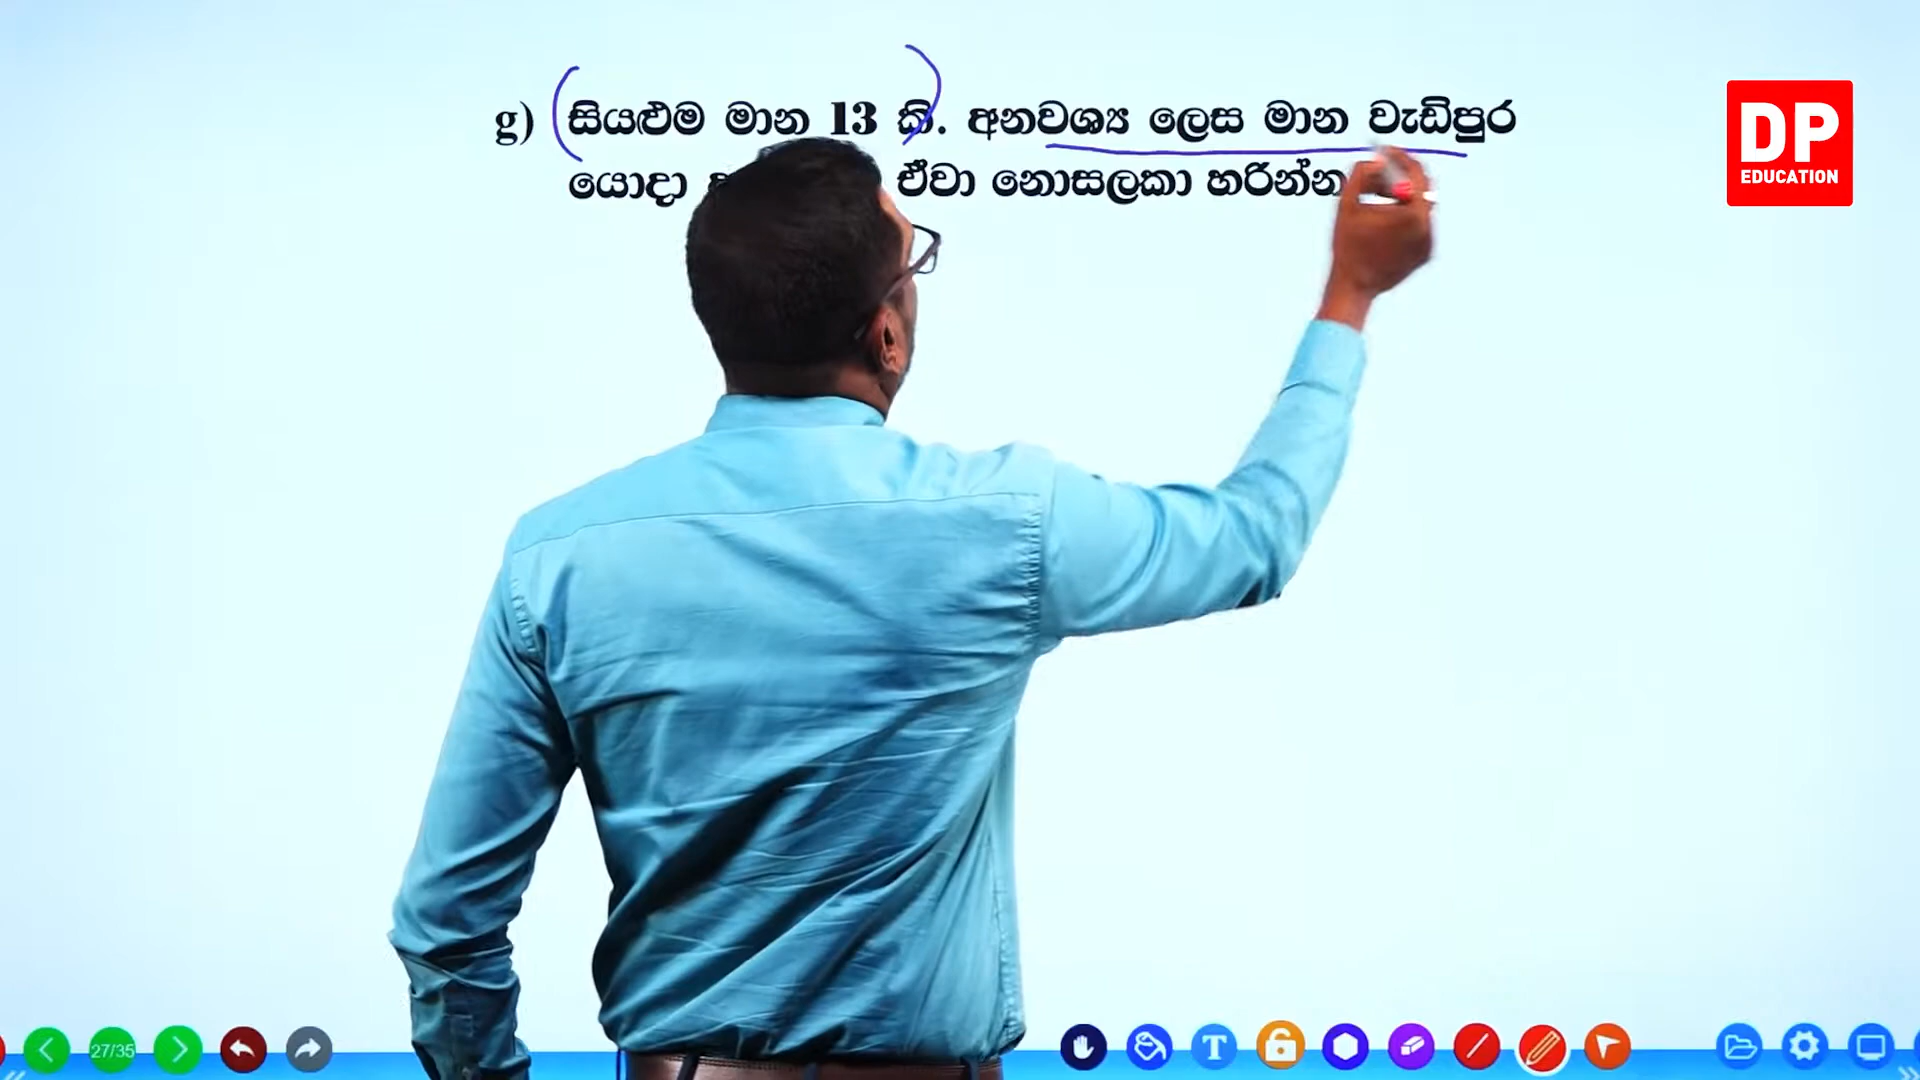 g) සියළුම මාන 13 කි. අනවශ්‍ය ලෙස මාන වැඩිපුර
යොදා ඒවා නොසලකා හරින්න
DP
EDUCATION
27/35
T